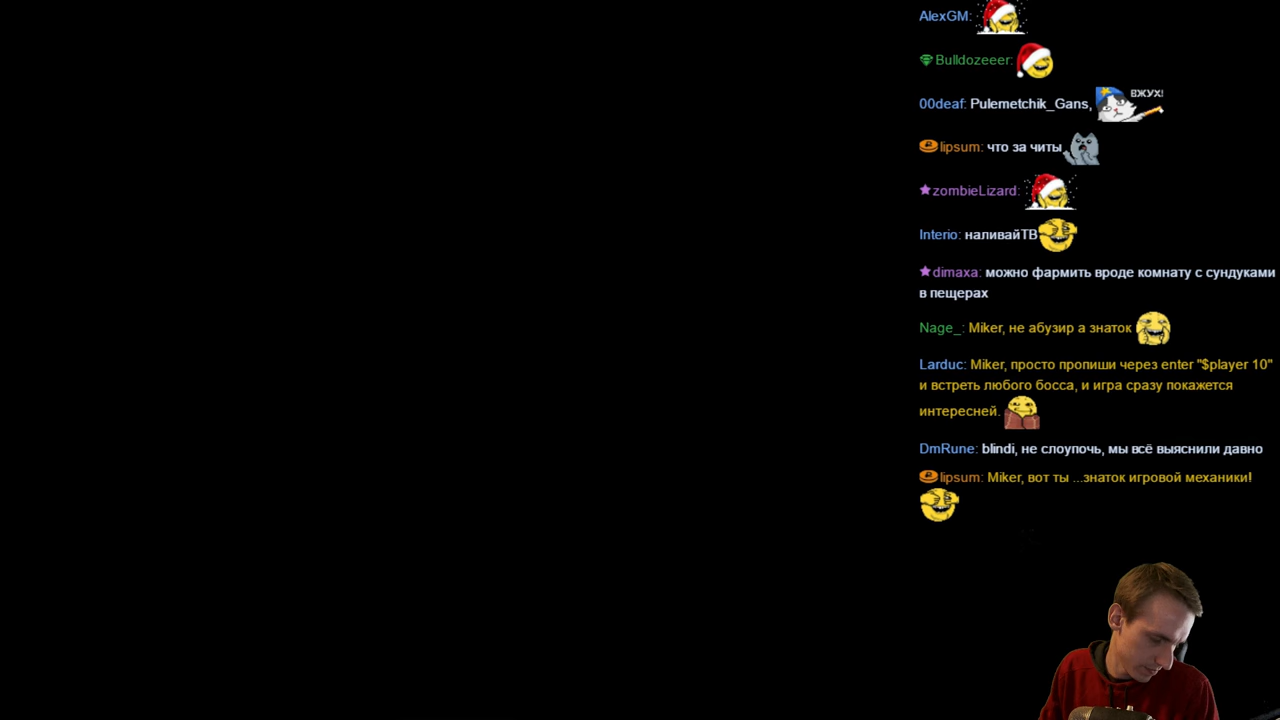 AlexGM:
Bulldozeeer:
00deaf: Pulemetchik_Gans, ВЖУХ!
lipsum: что за читы
zombieLizard:
Interio: наливайТВ
dimaxa: можно фармить вроде комнату с сундуками
в пещерах
Nage_: Miker, не абузир а знаток
Larduc: Miker, просто пропиши через enter "$player 10"
и встреть любого босса, и игра сразу покажется
интересней.
DmRune: blindi, не слоупочь, мы всё выяснили давно
lipsum: Miker, вот ты ...знаток игровой механики!